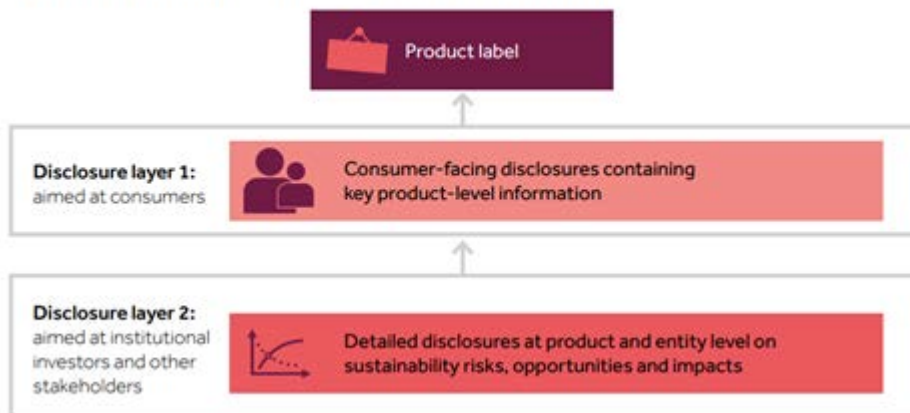 Product label
Disclosure layer 1:
aimed at consumers
Consumer-facing disclosures containing
key product-level information
Disclosure layer 2:
aimed at institutional
investors and other
stakeholders
Detailed disclosures at product and entity level on
sustainability risks, opportunities and impacts